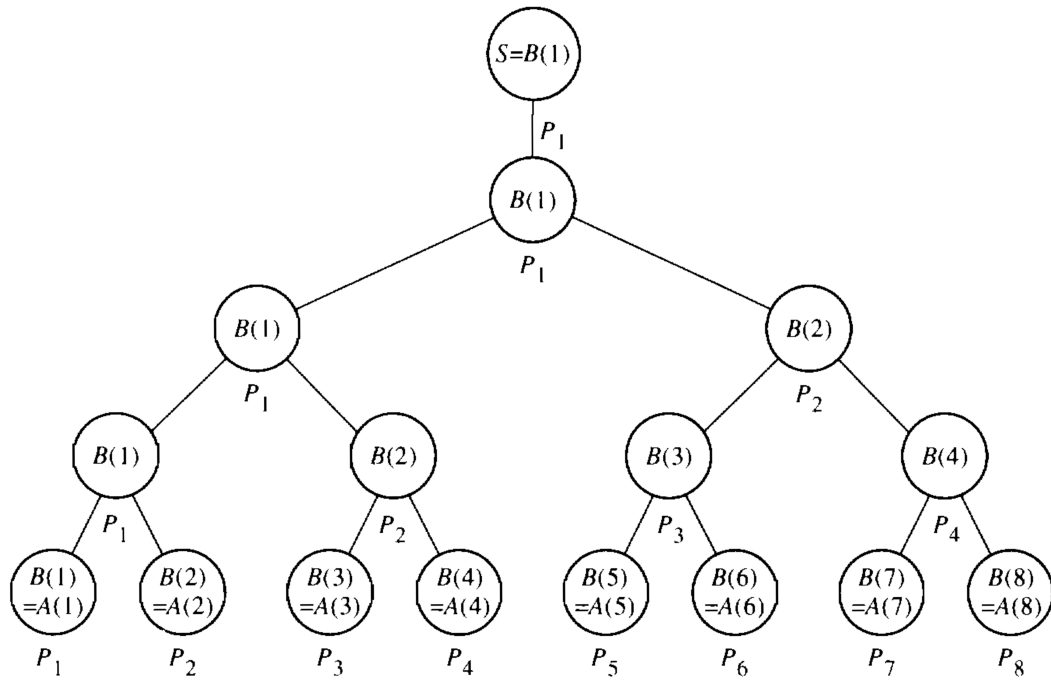 S=B(1)
P₁
B(1)
P₁
B(1) B(2)
P₁ P₂
B(1) B(2) B(3) B(4)
P₁ P₂ P₃ P₄
B(1) B(2) B(3) B(4) B(5) B(6) B(7) B(8)
=A(1) =A(2) =A(3) =A(4) =A(5) =A(6) =A(7) =A(8)
P₁ P₂ P₃ P₄ P₅ P₆ P₇ P₈